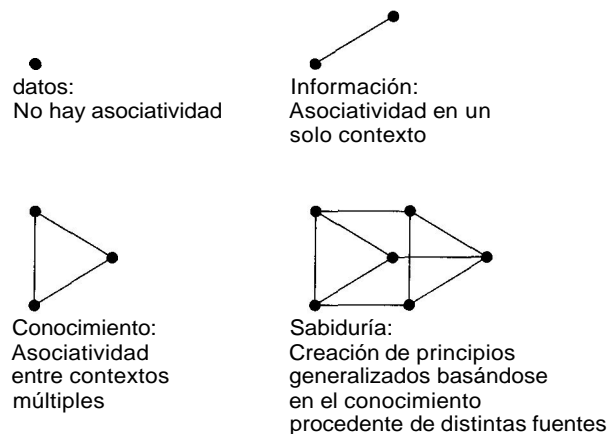 datos:
No hay asociatividad
Información:
Asociatividad en un
solo contexto
Conocimiento:
Asociatividad
entre contextos
múltiples
Sabiduría:
Creación de principios
generalizados basándose
en el conocimiento
procedente de distintas fuentes